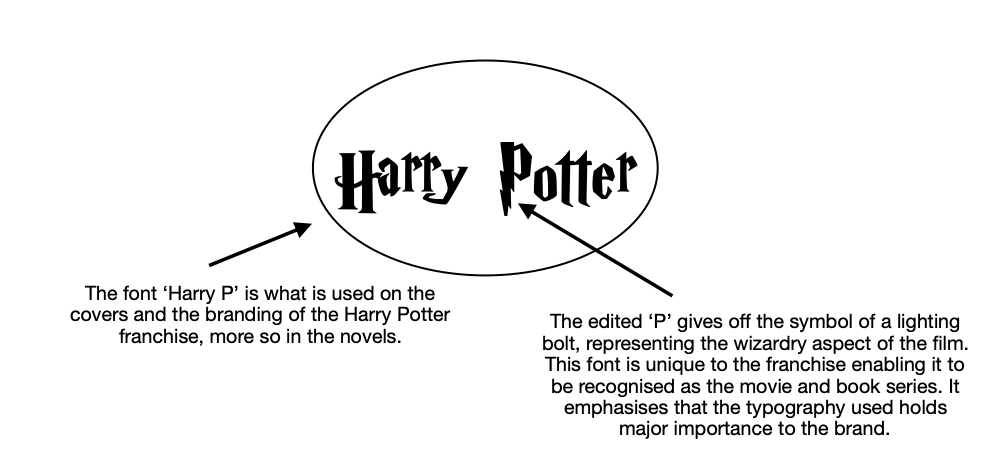 Harry Potter
The font ‘Harry P’ is what is used on the
covers and the branding of the Harry Potter
franchise, more so in the novels.
The edited ‘P’ gives off the symbol of a lighting
bolt, representing the wizardry aspect of the film.
This font is unique to the franchise enabling it to
be recognised as the movie and book series. It
emphasises that the typography used holds
major importance to the brand.